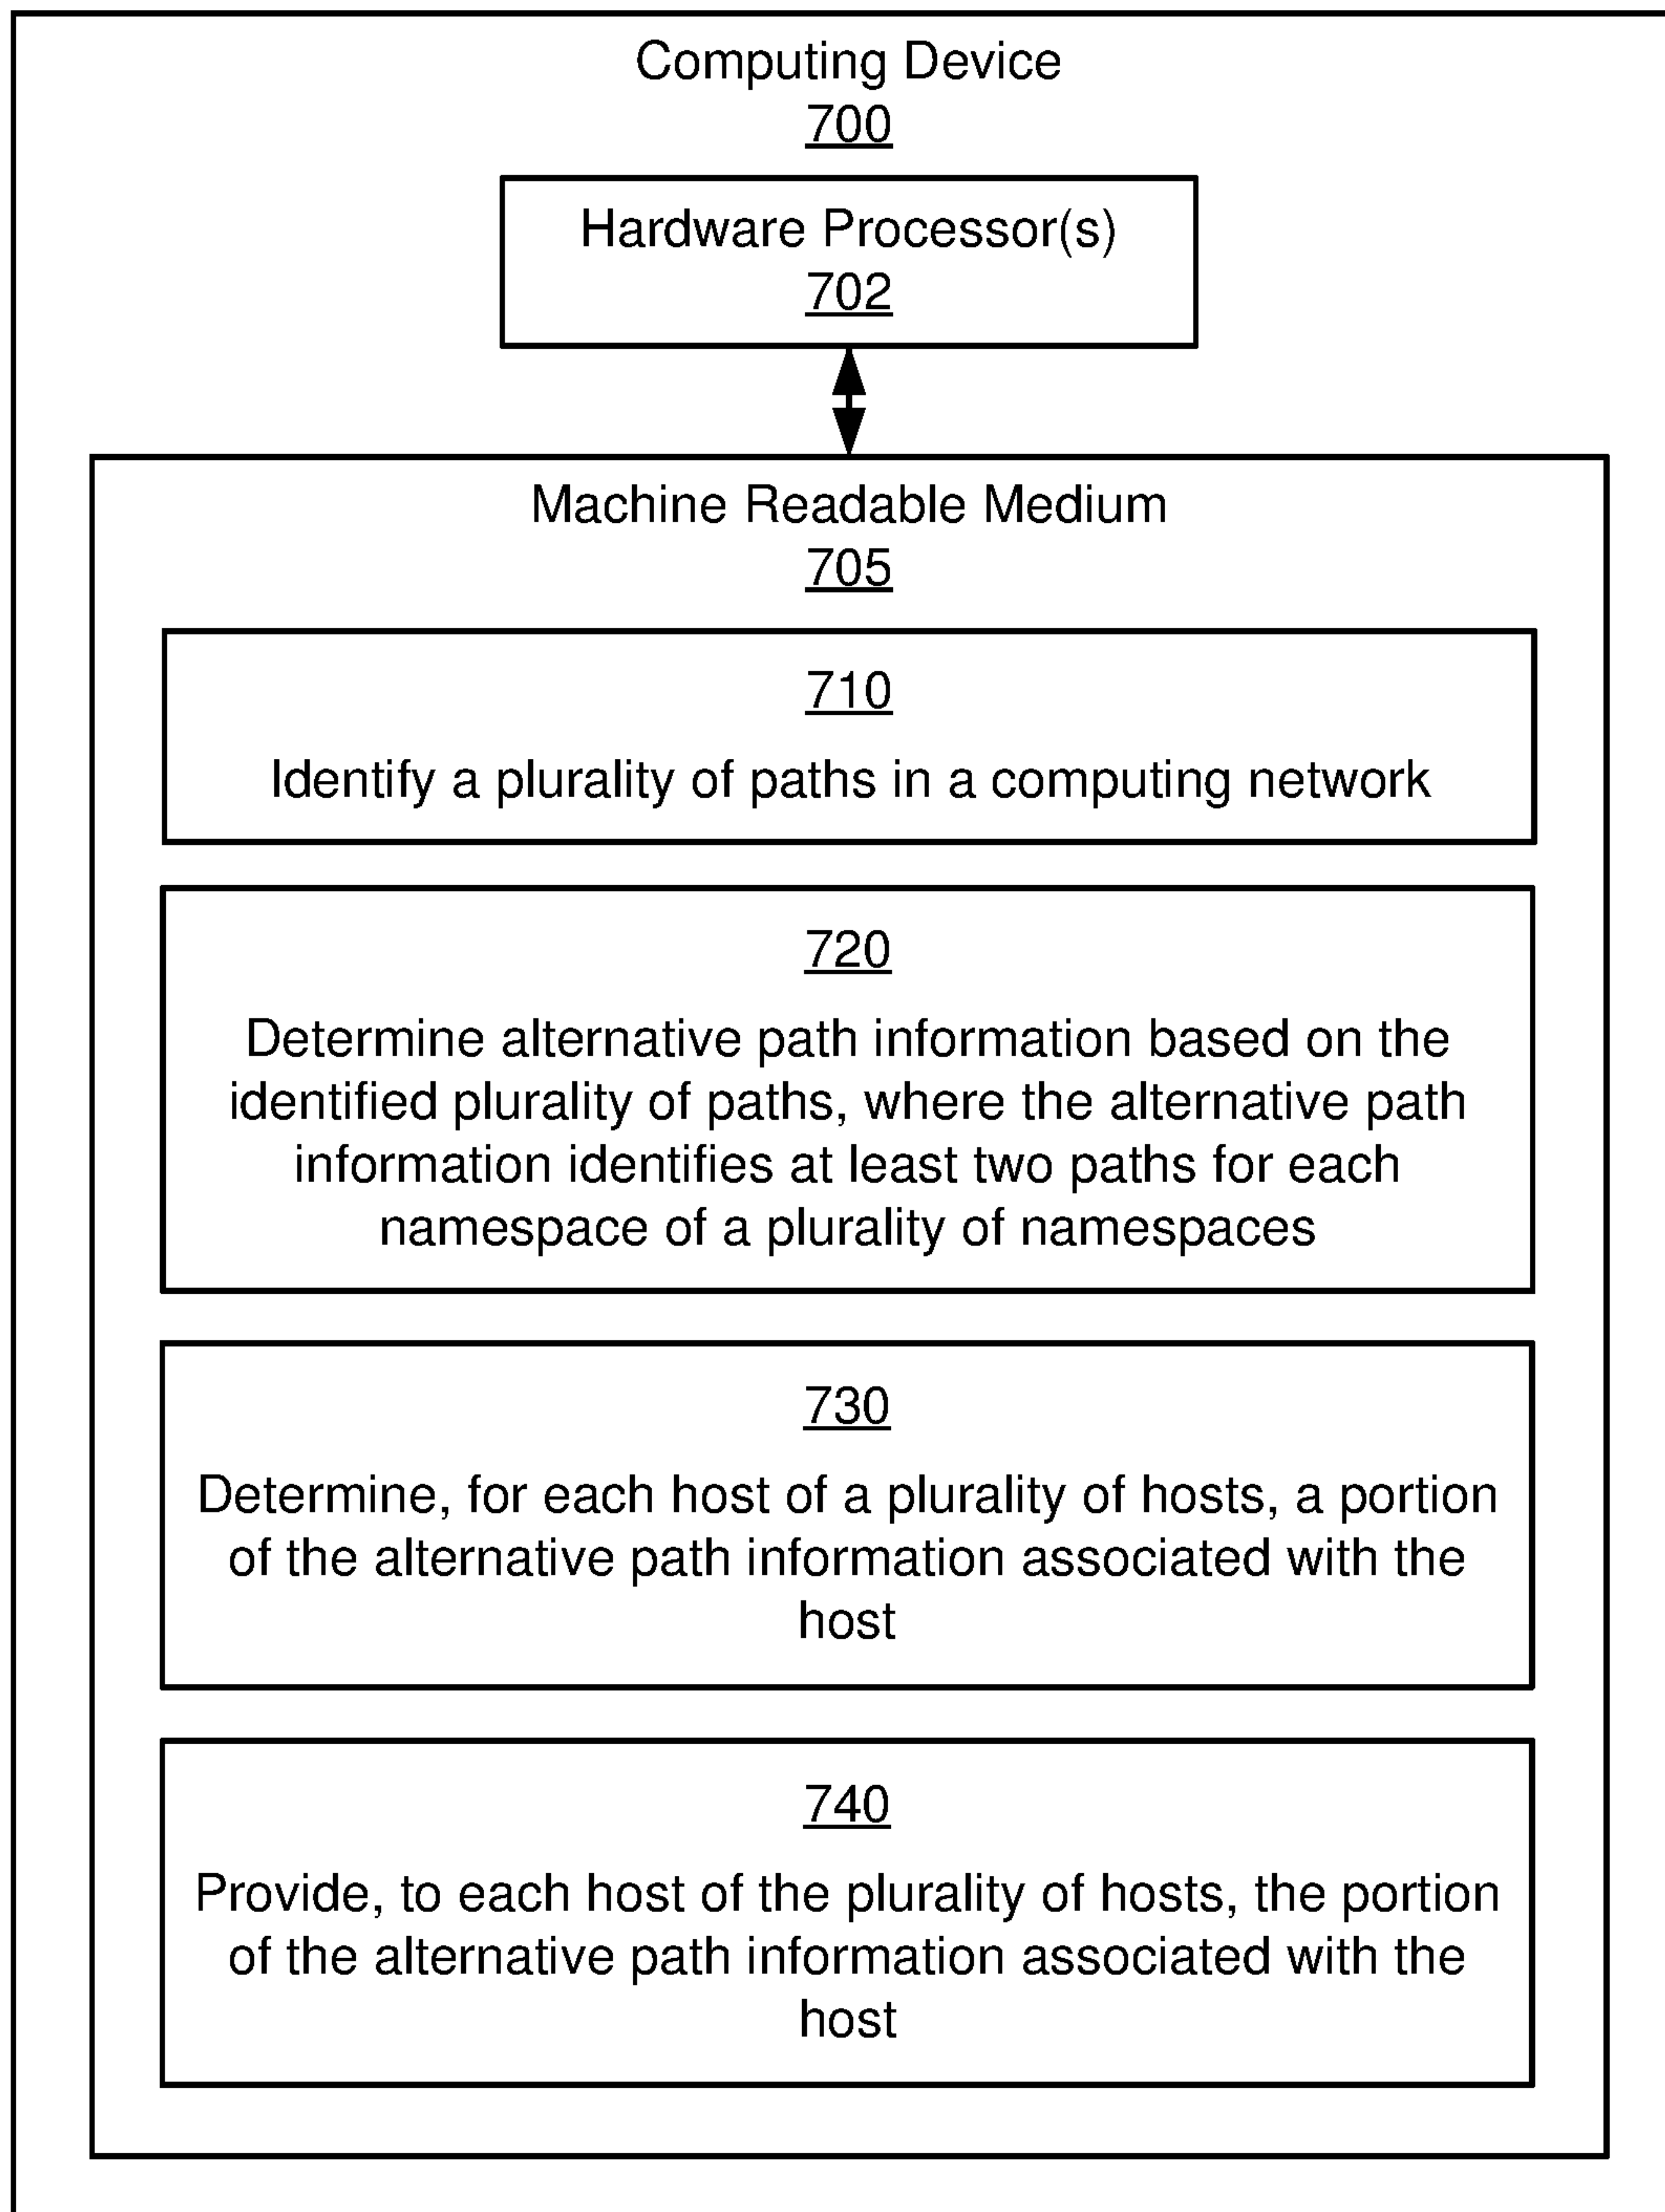 Computing Device
700
Hardware Processor(s)
702
Machine Readable Medium
705
710
Identify a plurality of paths in a computing network
720
Determine alternative path information based on the
identified plurality of paths, where the alternative path
information identifies at least two paths for each
namespace of a plurality of namespaces
730
Determine, for each host of a plurality of hosts, a portion
of the alternative path information associated with the
host
740
Provide, to each host of the plurality of hosts, the portion
of the alternative path information associated with the
host